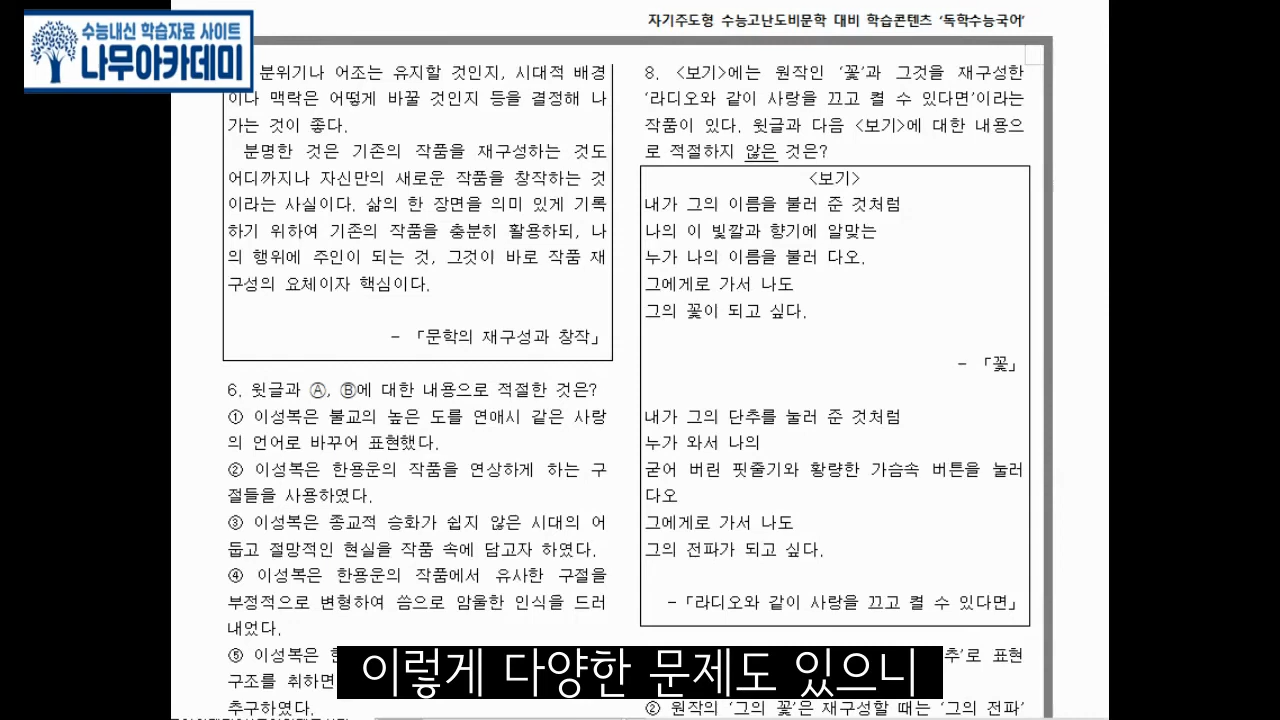 자기주도형 수능고난도비문학 대비 학습콘텐츠 '독학수능국어'
수능내신 학습자료 사이트
나무아카데미
분위기나 어조는 유지할 것인지, 시대적 배경
이나 맥락은 어떻게 바꿀 것인지 등을 결정해 나
가는 것이 좋다.
분명한 것은 기존의 작품을 재구성하는 것도
어디까지나 자신만의 새로운 작품을 창작하는 것
이라는 사실이다. 삶의 한 장면을 의미 있게 기록
하기 위하여 기존의 작품을 충분히 활용하되, 나
의 행위에 주인이 되는 것, 그것이 바로 작품 재
구성의 요체이자 핵심이다.
- 「문학의 재구성과 창작」
6. 윗글과 Ⓐ, Ⓑ에 대한 내용으로 적절한 것은?
① 이성복은 불교의 높은 도를 연애시 같은 사랑
의 언어로 바꾸어 표현했다.
② 이성복은 한용운의 작품을 연상하게 하는 구
절들을 사용하였다.
③ 이성복은 종교적 승화가 쉽지 않은 시대의 어
둡고 절망적인 현실을 작품 속에 담고자 하였다.
④ 이성복은 한용운의 작품에서 유사한 구절을
부정적으로 변형하여 씀으로 암울한 인식을 드러
내었다.
⑤ 이성복은
구조를 취하면
추구하였다.
8. <보기>에는 원작인 '꽃'과 그것을 재구성한
'라디오와 같이 사랑을 끄고 켤 수 있다면'이라는
작품이 있다. 윗글과 다음 <보기>에 대한 내용으
로 적절하지 않은 것은?
<보기>
내가 그의 이름을 불러 준 것처럼
나의 이 빛깔과 향기에 알맞는
누가 나의 이름을 불러 다오.
그에게로 가서 나도
그의 꽃이 되고 싶다.
- 「꽃」
내가 그의 단추를 눌러 준 것처럼
누가 와서 나의
굳어 버린 핏줄기와 황량한 가슴속 버튼을 눌러
다오
그에게로 가서 나도
그의 전파가 되고 싶다.
-「라디오와 같이 사랑을 끄고 켤 수 있다면」
추'로 표현
② 원작의 '그의 꽃'은 재구성할 때는 '그의 전파'
이렇게 다양한 문제도 있으니